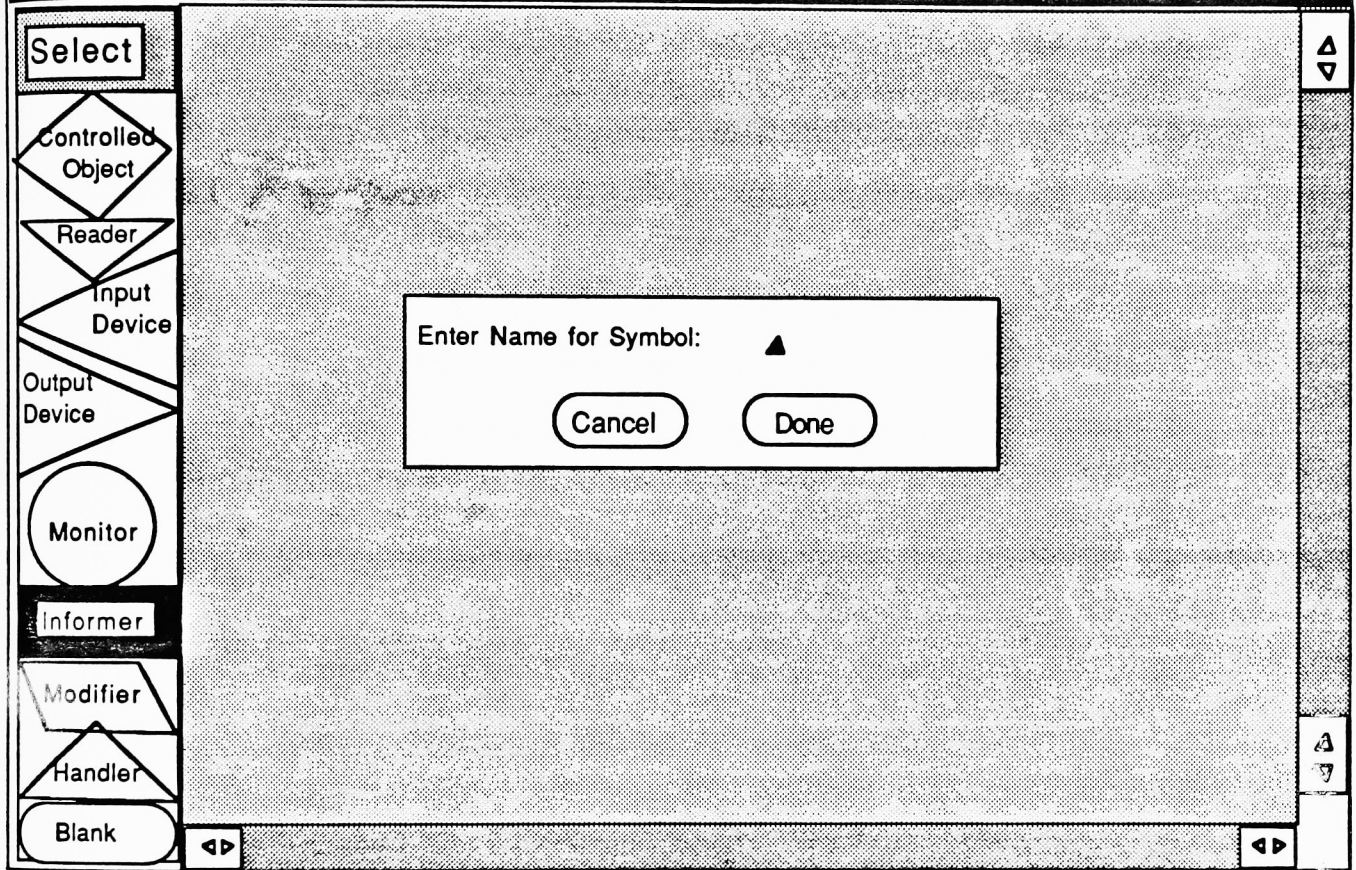 Select
Controlled
Object
Reader
Input
Device
Output
Device
Monitor
Informer
Modifier
Handler
Blank
Enter Name for Symbol:
Cancel
Done